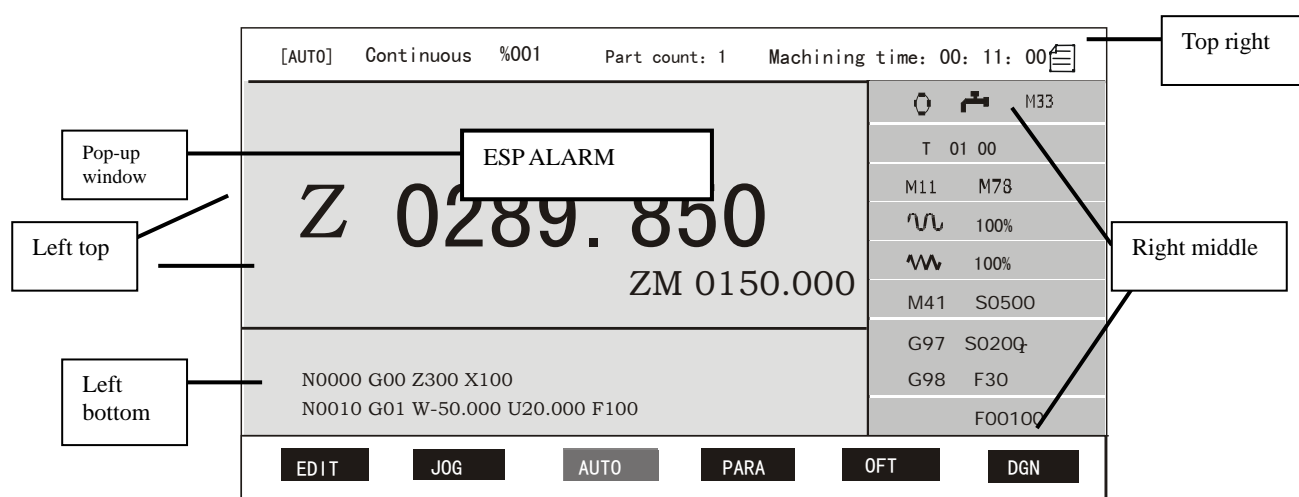 Top right
[AUTO] Continuous %001 Part count: 1 Machining time: 00: 11: 00
M33
Pop-up
window
ESP ALARM
T 01 00
M11 M78
Z 0289. 850
100%
Left top
Right middle
100%
ZM 0150.000
M41 S0500
G97 S0200
Left
bottom
N0000 G00 Z300 X100
G98 F30
N0010 G01 W-50.000 U20.000 F100
F00100
EDIT JOG AUTO PARA OFT DGN